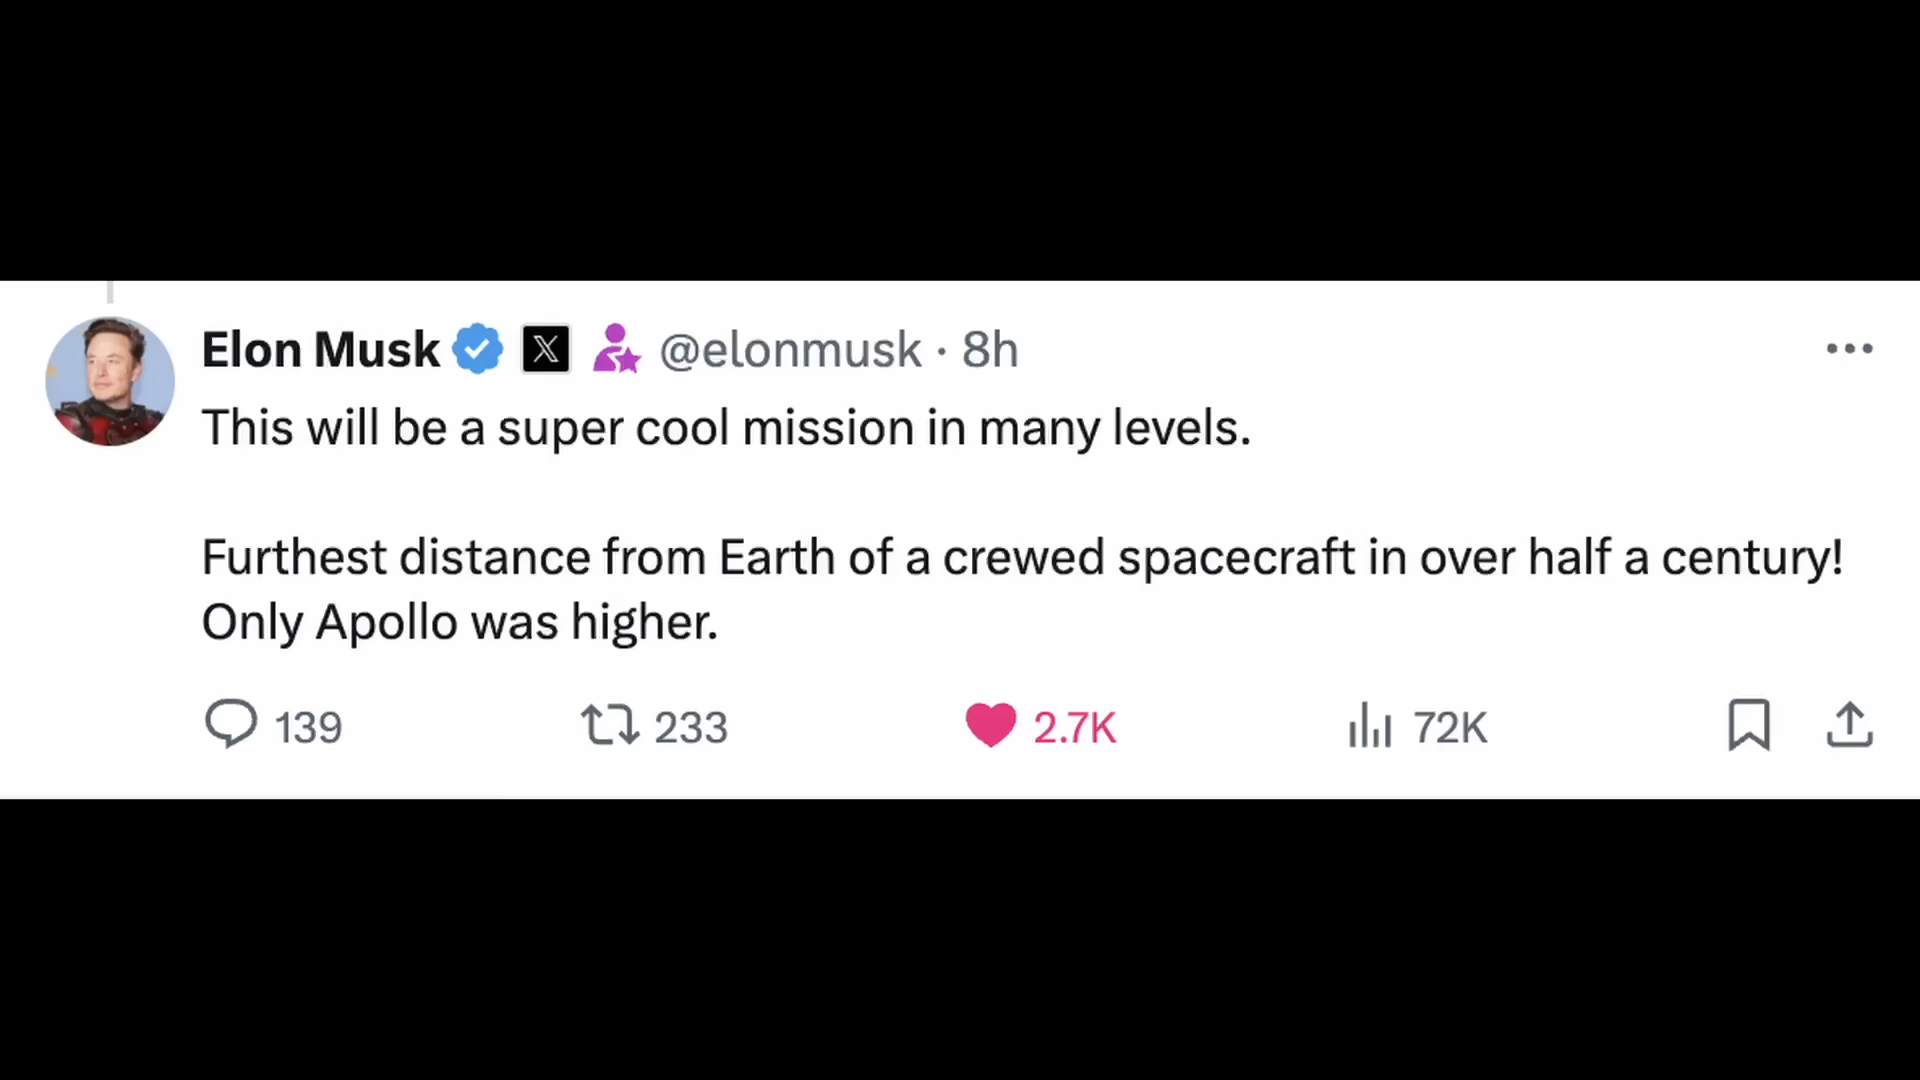 Elon Musk @elonmusk · 8h
This will be a super cool mission in many levels.
Furthest distance from Earth of a crewed spacecraft in over half a century!
Only Apollo was higher.
139 233 2.7K 72K